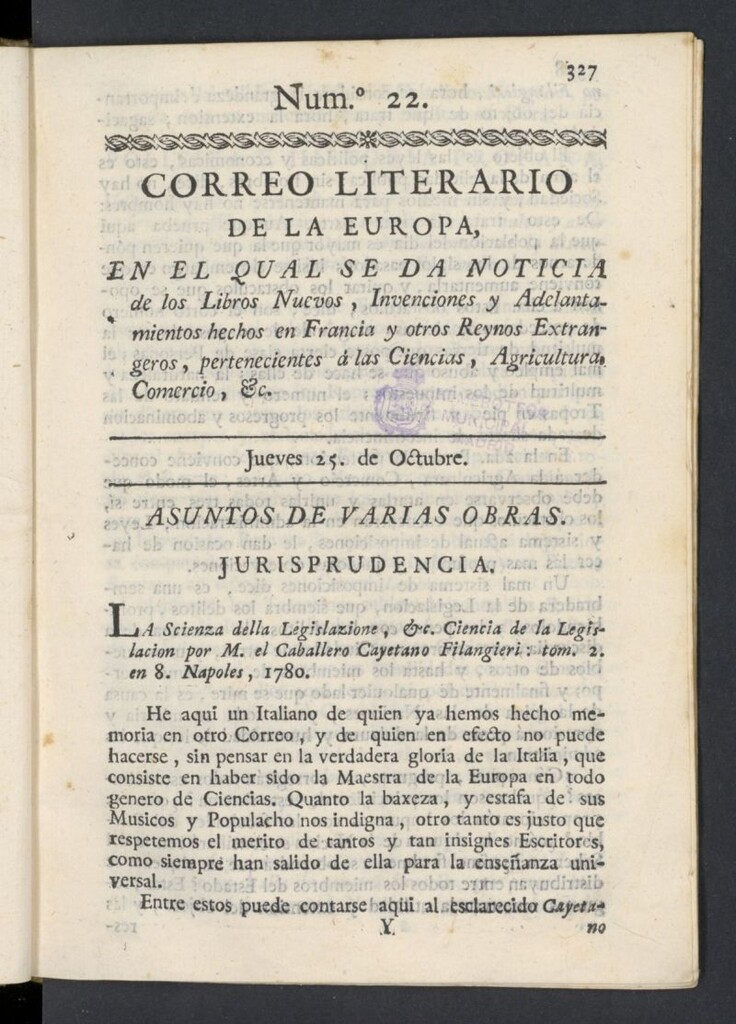 327
Num.º 22.
CORREO LITERARIO
DE LA EUROPA,
EN EL QUAL SE DA NOTICIA
de los Libros Nuevos, Invenciones y Adelanta-
mientos hechos en Francia y otros Reynos Extran-
geros, pertenecientes á las Ciencias, Agricultura,
Comercio, &c.
MUNICIPAL
Jueves 25. de Octubre.
ASUNTOS DE VARIAS OBRAS.
JURISPRUDENCIA.
LA Scienza della Legislazione, &c. Ciencia de la Legis-
lacion por M. el Caballero Cayetano Filangieri: tom. 2.
en 8. Napoles, 1780.
He aqui un Italiano de quien ya hemos hecho me-
moria en otro Correo, y de quien en efecto no puede
hacerse, sin pensar en la verdadera gloria de la Italia, que
consiste en haber sido la Maestra de la Europa en todo
genero de Ciencias. Quanto la baxeza, y estafa de sus
Musicos y Populacho nos indigna, otro tanto es justo que
respetemos el merito de tantos y tan insignes Escritores,
como siempre han salido de ella para la enseñanza uni-
versal.
Entre estos puede contarse aqui al esclarecido Cayeta-
Y
no